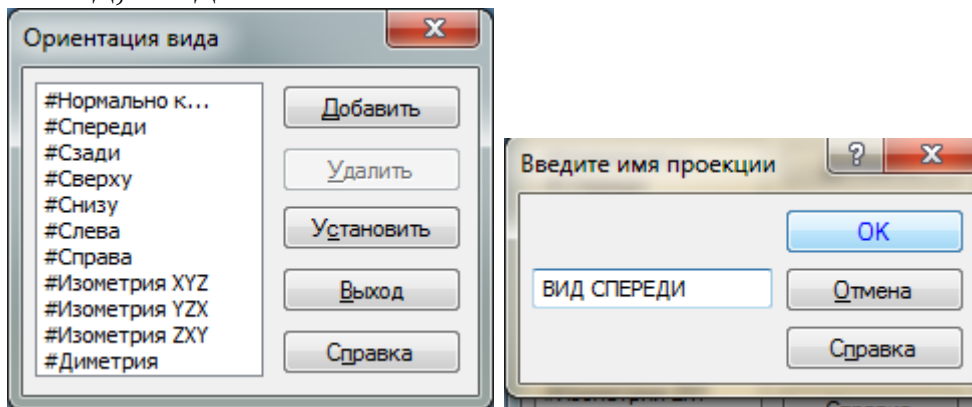 Ориентация вида
#Нормально к...
#Спереди
#Сзади
#Сверху
#Снизу
#Слева
#Справа
#Изометрия XYZ
#Изометрия YZX
#Изометрия ZXY
#Диметрия
Добавить
Удалить
Установить
Выход
Справка
Введите имя проекции
?
OK
ВИД СПЕРЕДИ
Отмена
Справка